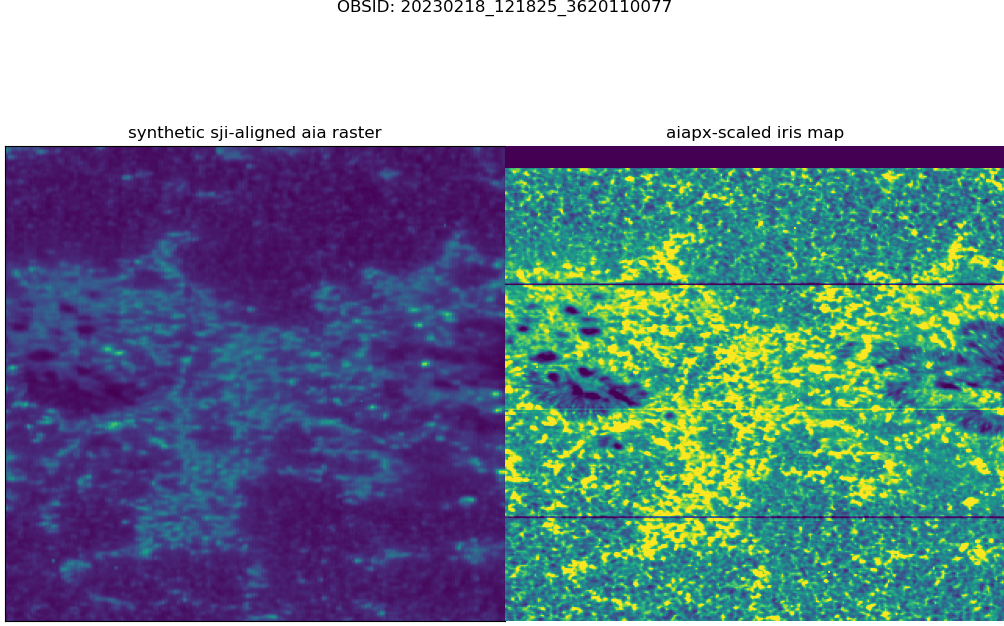 OBSID: 20230218_121825_3620110077
synthetic sji-aligned aia raster
aiapx-scaled iris map